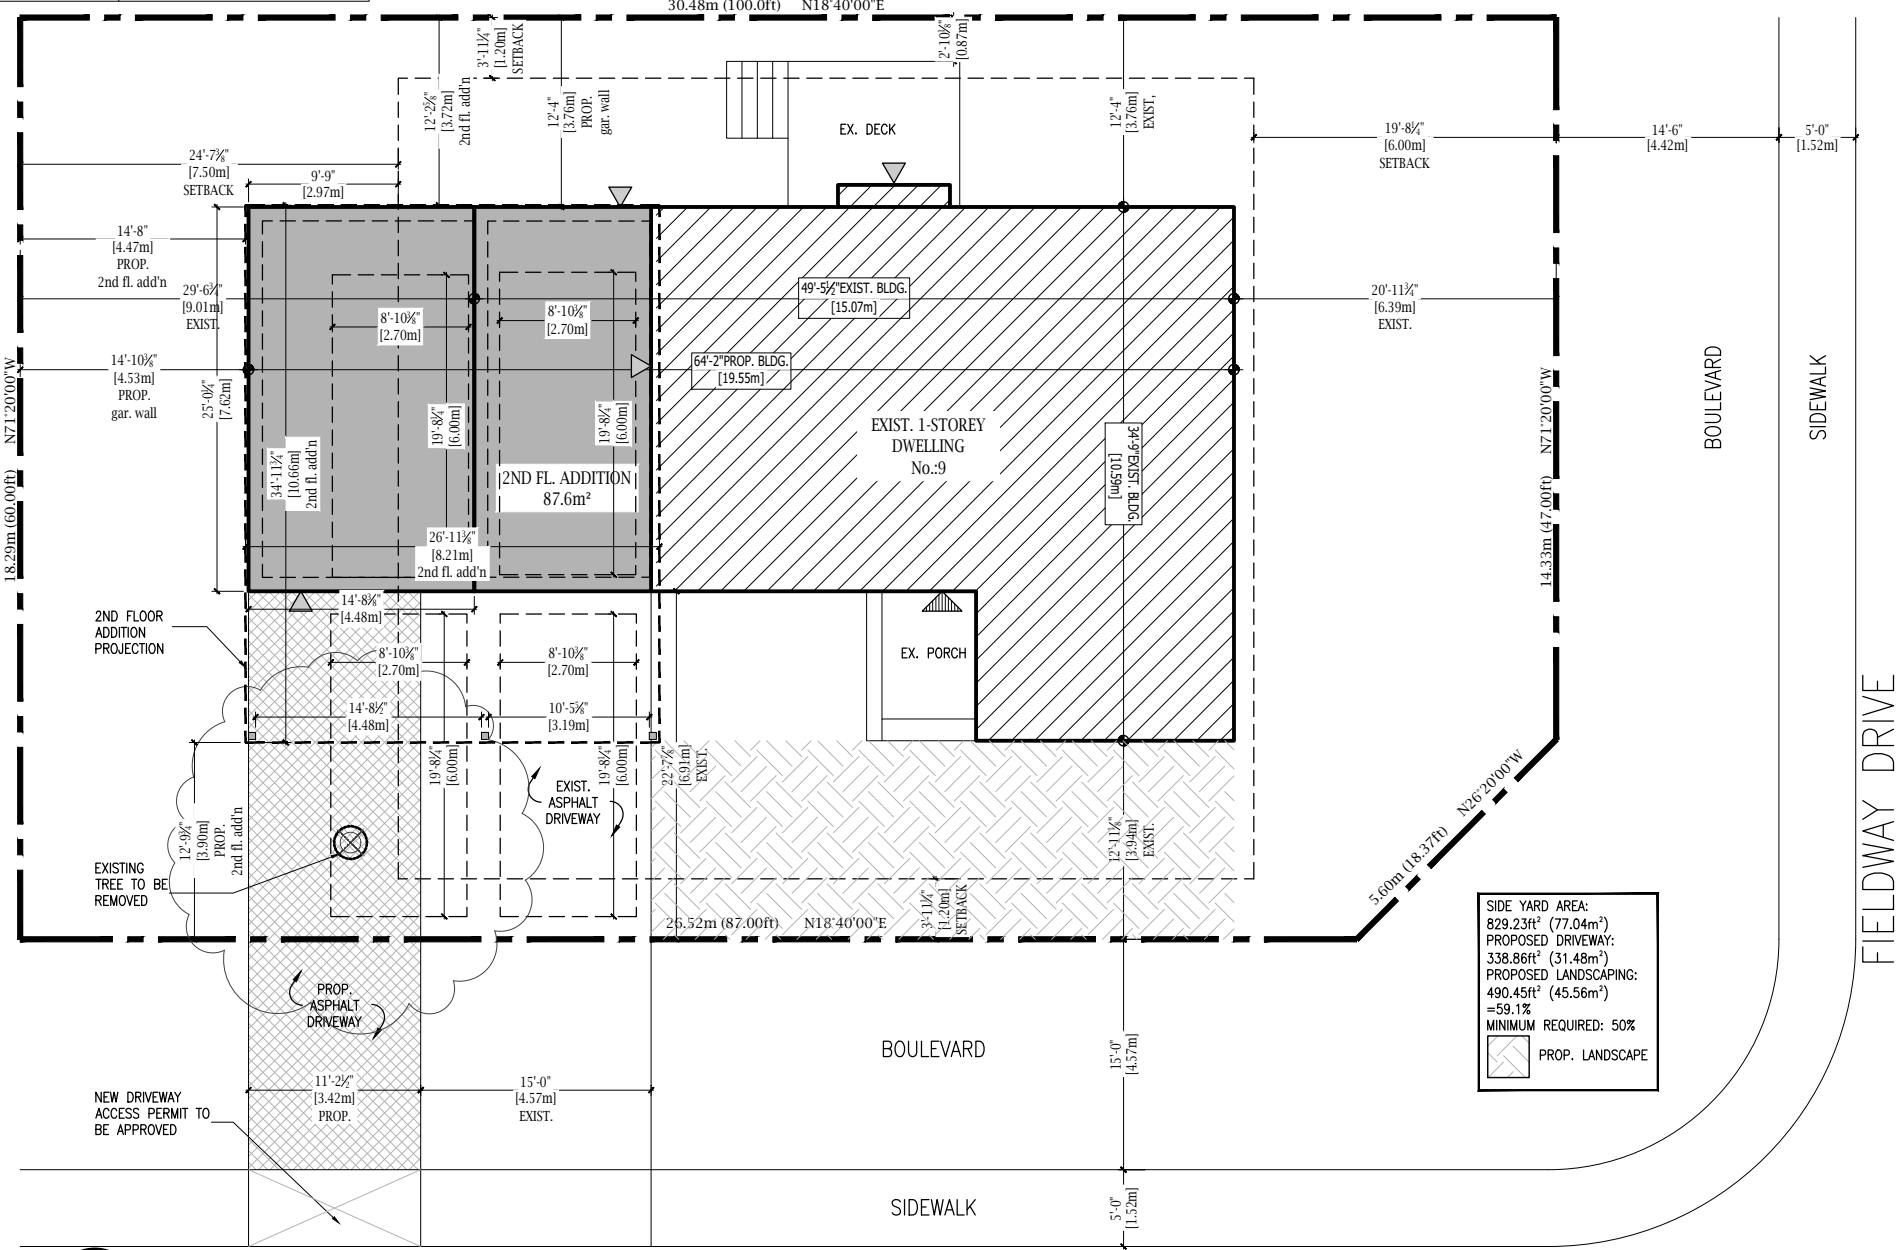 30.48m (100.0ft) N18°40'00"E
3'-11¼"
[1.20m]
SETBACK
2'-10⅜"
[0.87m]
12'-2⅝"
[3.72m]
2nd fl. add'n
12'-4"
[3.76m]
PROP.
gar. wall
12'-4"
[3.76m]
EXIST.
EX. DECK
19'-8¼"
[6.00m]
SETBACK
14'-6"
[4.42m]
5'-0"
[1.52m]
24'-7⅜"
[7.50m]
SETBACK
9'-9"
[2.97m]
14'-8"
[4.47m]
PROP.
2nd fl. add'n
29'-6¾"
[9.01m]
EXIST.
14'-10⅜"
[4.53m]
PROP.
gar. wall
25'-0¼"
[7.62m]
8'-10⅜"
[2.70m]
8'-10⅜"
[2.70m]
49'-5½"EXIST. BLDG.
[15.07m]
20'-11¾"
[6.39m]
EXIST.
64'-2"PROP. BLDG.
[19.55m]
N71°20'00"W
18.29m (60.00ft)
34'-11¾"
[10.66m]
2nd fl. add'n
19'-8¼"
[6.00m]
19'-8¼"
[6.00m]
EXIST. 1-STOREY
DWELLING
No.:9
34'-9"EXIST. BLDG.
[10.59m]
2ND FL. ADDITION
87.6m²
26'-11⅜"
[8.21m]
2nd fl. add'n
14.33m (47.00ft) N71°20'00"W
BOULEVARD
SIDEWALK
2ND FLOOR
ADDITION
PROJECTION
14'-8⅜"
[4.48m]
8'-10⅜"
[2.70m]
8'-10⅜"
[2.70m]
EX. PORCH
14'-8½"
[4.48m]
10'-5⅝"
[3.19m]
19'-8¼"
[6.00m]
19'-8¼"
[6.00m]
22'-7⅞"
[6.91m]
EXIST.
EXIST.
ASPHALT
DRIVEWAY
12'-9¾"
[3.90m]
PROP.
2nd fl. add'n
12'-11⅛"
[3.94m]
EXIST.
EXISTING
TREE TO BE
REMOVED
26.52m (87.00ft) N18°40'00"E
3'-11¼"
[1.20m]
SETBACK
5.60m (18.37ft) N26°20'00"W
FIELDWAY DRIVE
SIDE YARD AREA:
829.23ft² (77.04m²)
PROPOSED DRIVEWAY:
338.86ft² (31.48m²)
PROPOSED LANDSCAPING:
490.45ft² (45.56m²)
=59.1%
MINIMUM REQUIRED: 50%
PROP. LANDSCAPE
PROP.
ASPHALT
DRIVEWAY
BOULEVARD
15'-0"
[4.57m]
11'-2½"
[3.42m]
PROP.
15'-0"
[4.57m]
EXIST.
NEW DRIVEWAY
ACCESS PERMIT TO
BE APPROVED
SIDEWALK
5'-0"
[1.52m]